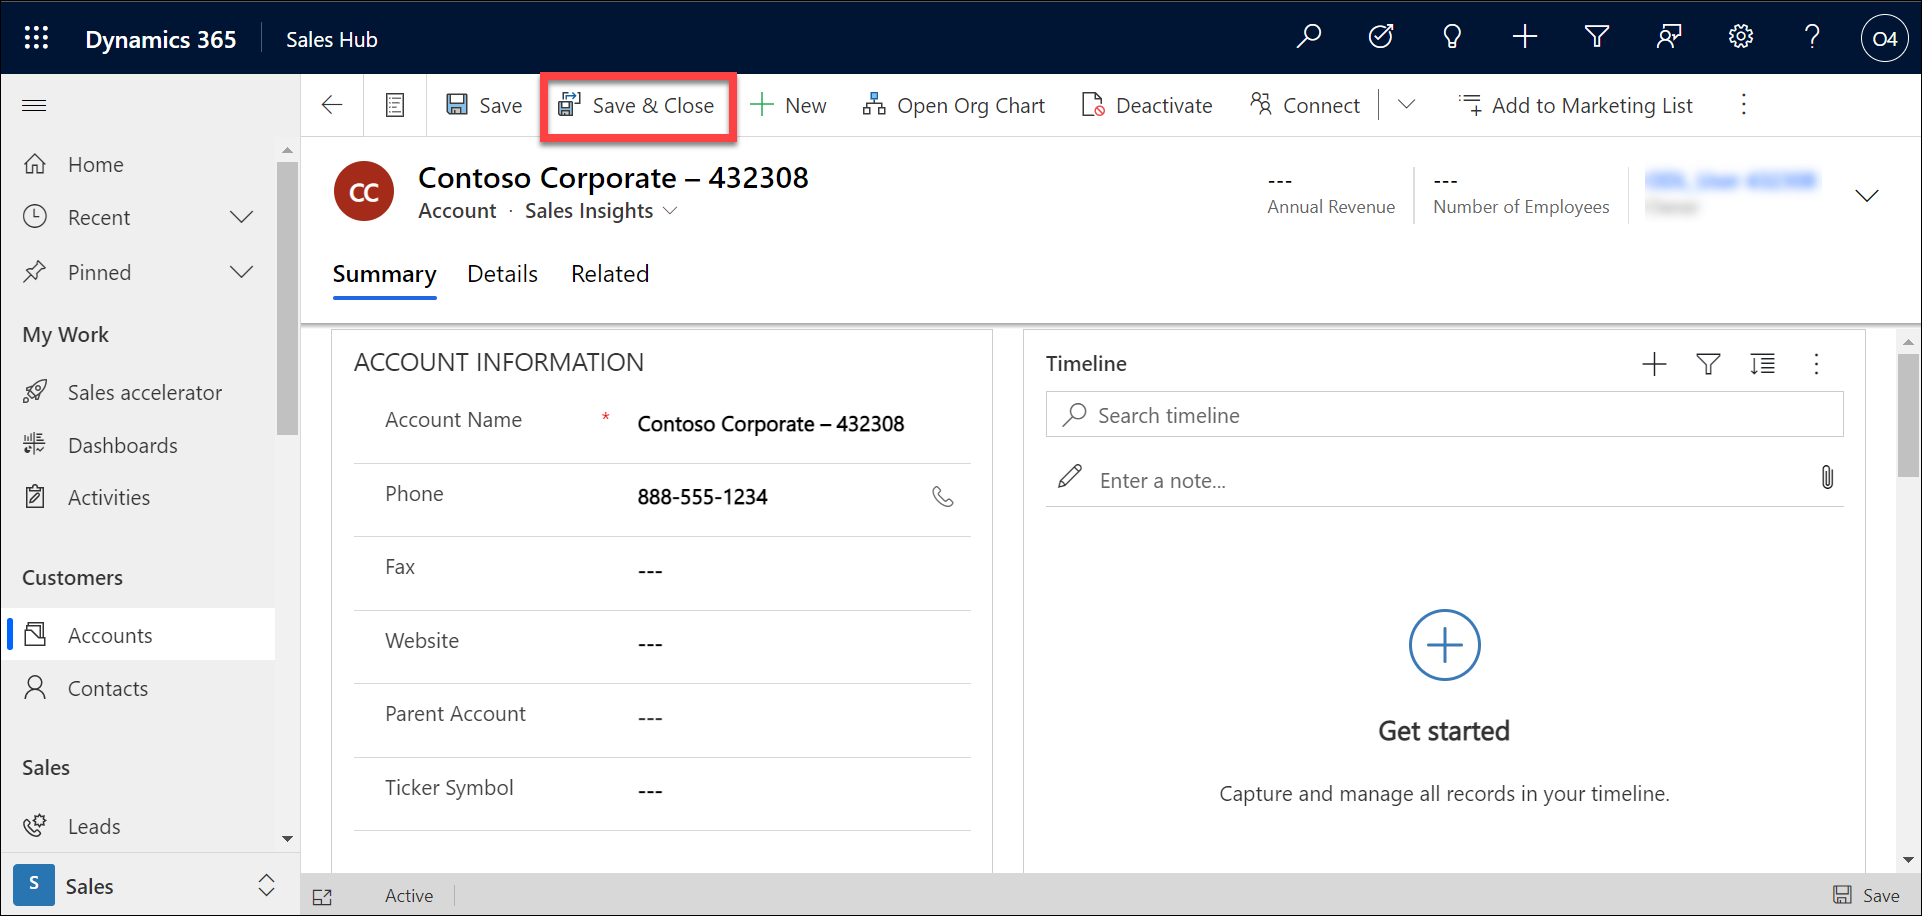 Dynamics 365 Sales Hub O4
Save Save & Close New Open Org Chart Deactivate Connect Add to Marketing List
Home
Recent
Pinned
My Work
Sales accelerator
Dashboards
Activities
Customers
Accounts
Contacts
Sales
Leads
S Sales
CC
Contoso Corporate – 432308
Account · Sales Insights
---
Annual Revenue
---
Number of Employees
Summary Details Related
ACCOUNT INFORMATION
Account Name * Contoso Corporate – 432308
Phone 888-555-1234
Fax ---
Website ---
Parent Account ---
Ticker Symbol ---
Timeline
Search timeline
Enter a note...
Get started
Capture and manage all records in your timeline.
Active
Save